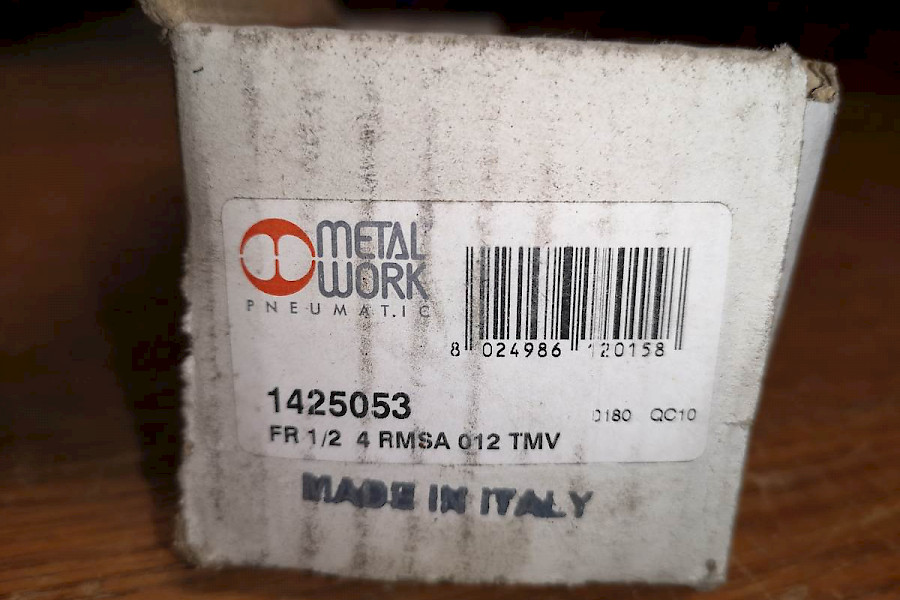 METAL
WORK
PNEUMATIC
8 024986 120158
1425053
0180 QC10
FR 1/2 4 RMSA 012 TMV
MADE IN ITALY